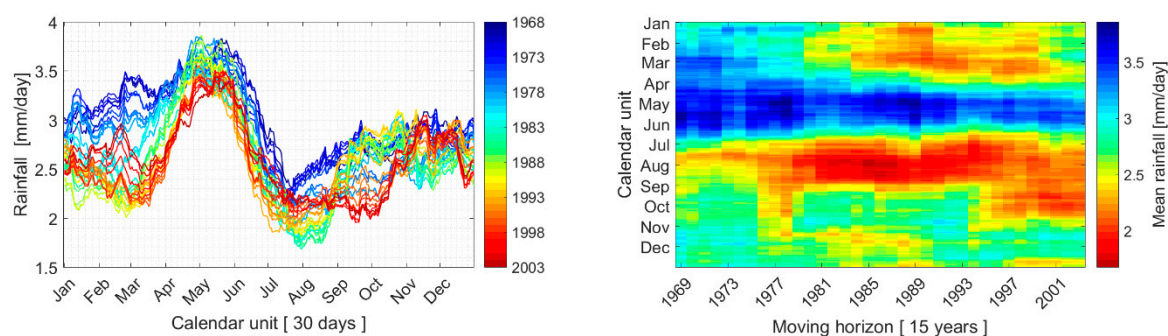 4
3.5
3
2.5
2
1.5
Rainfall [mm/day]
Jan Feb Mar Apr May Jun Jul Aug Sep Oct Nov Dec
Calendar unit [ 30 days ]
1968
1973
1978
1983
1988
1993
1998
2003
Jan
Feb
Mar
Apr
May
Jun
Jul
Aug
Sep
Oct
Nov
Dec
Calendar unit
1969 1973 1977 1981 1985 1989 1993 1997 2001
Moving horizon [ 15 years ]
3.5
3
2.5
2
Mean rainfall [mm/day]